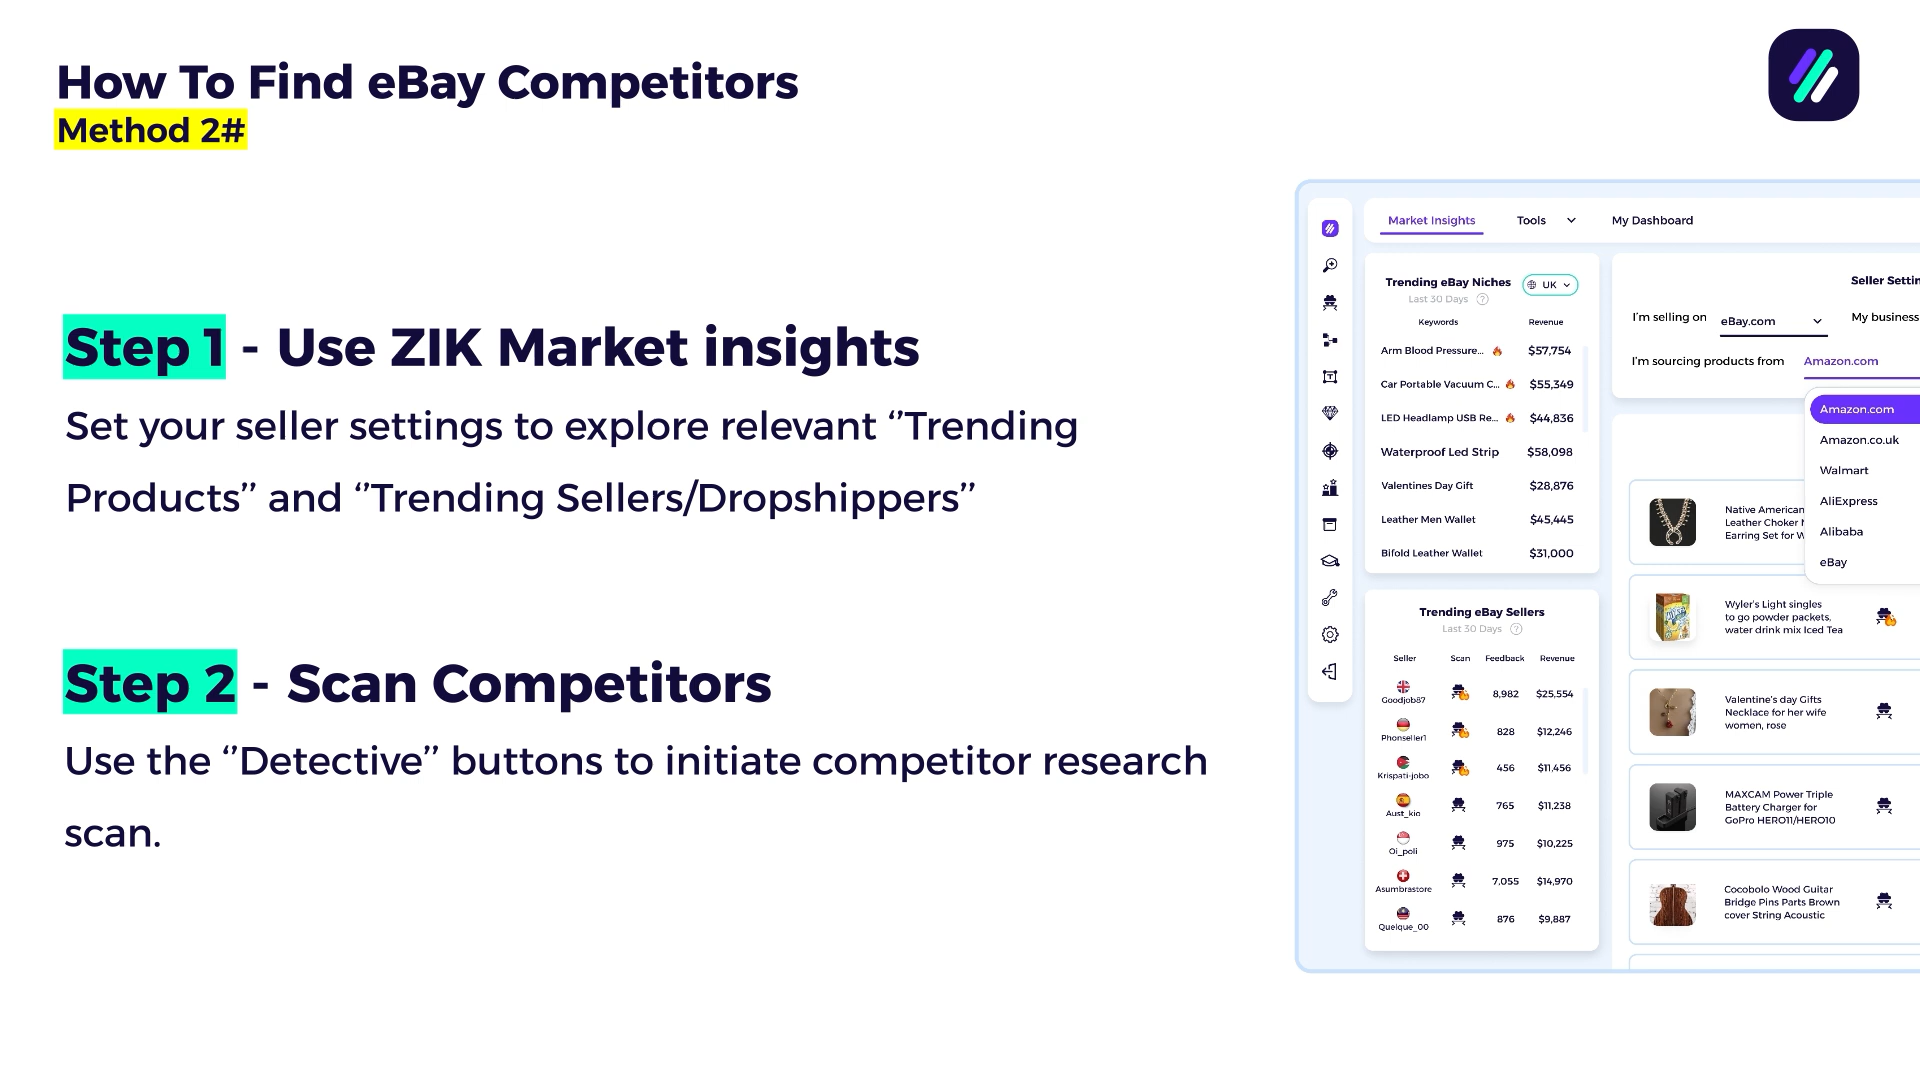 How To Find eBay Competitors
Method 2#
Step 1 - Use ZIK Market insights
Set your seller settings to explore relevant ‘’Trending
Products’’ and ‘’Trending Sellers/Dropshippers’’
Step 2 - Scan Competitors
Use the ‘’Detective’’ buttons to initiate competitor research
scan.
Market Insights Tools My Dashboard
Trending eBay Niches UK
Last 30 Days ?
Keywords Revenue
Arm Blood Pressure... $57,754
Car Portable Vacuum C... $55,349
LED Headlamp USB Re... $44,836
Waterproof Led Strip $58,098
Valentines Day Gift $28,876
Leather Men Wallet $45,445
Bifold Leather Wallet $31,000
Trending eBay Sellers
Last 30 Days ?
Seller Scan Feedback Revenue
Goodjob87 8,982 $25,554
Phonseller1 828 $12,246
Krispati-jobo 456 $11,456
Aust_kio 765 $11,238
Oi_poli 975 $10,225
Asumbrastore 7.055 $14,970
Quelque_00 876 $9,887
Seller Settin
I'm selling on eBay.com My business
I'm sourcing products from Amazon.com
Amazon.com
Amazon.co.uk
Walmart
AliExpress
Alibaba
eBay
Native American
Leather Choker N
Earring Set for W
Wyler's Light singles
to go powder packets,
water drink mix Iced Tea
Valentine's day Gifts
Necklace for her wife
women, rose
MAXCAM Power Triple
Battery Charger for
GoPro HERO11/HERO10
Cocobolo Wood Guitar
Bridge Pins Parts Brown
cover String Acoustic